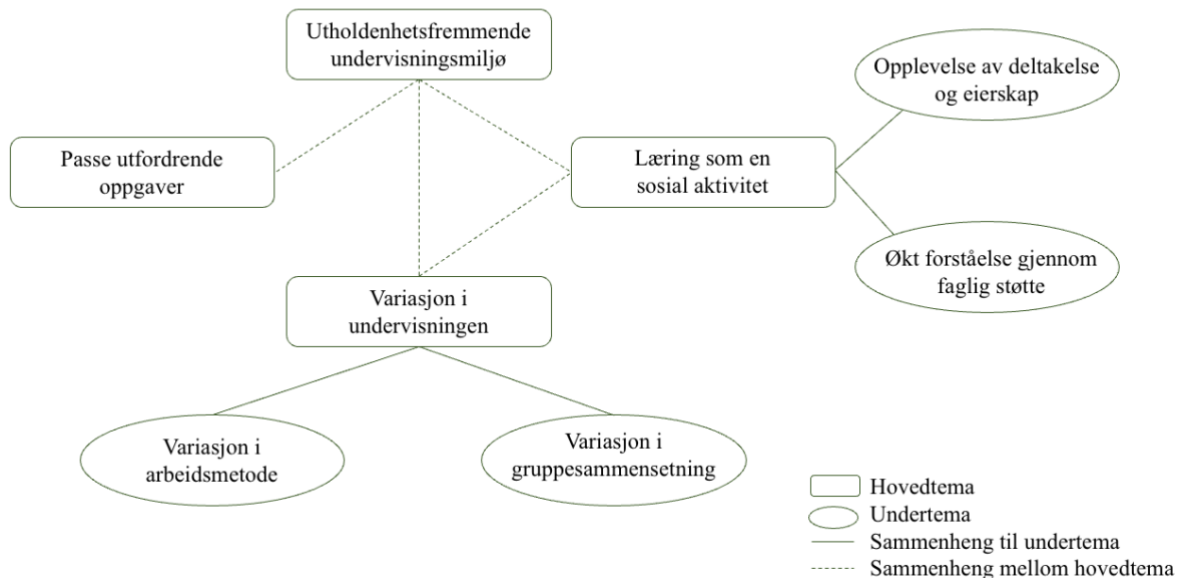 Utholdenhetsfremmende
undervisningsmiljø
Opplevelse av deltakelse
og eierskap
Passe utfordrende
oppgaver
Læring som en
sosial aktivitet
Økt forståelse gjennom
faglig støtte
Variasjon i
undervisningen
Variasjon i
arbeidsmetode
Variasjon i
gruppesammensetning
Hovedtema
Undertema
Sammenheng til undertema
Sammenheng mellom hovedtema